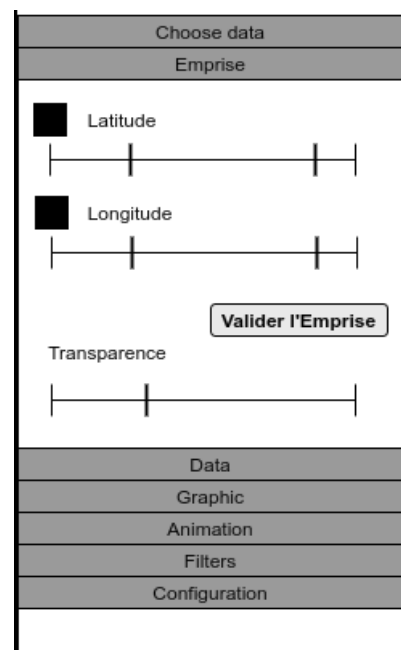 Choose data
Emprise
Latitude
Longitude
Valider l'Emprise
Transparence
Data
Graphic
Animation
Filters
Configuration